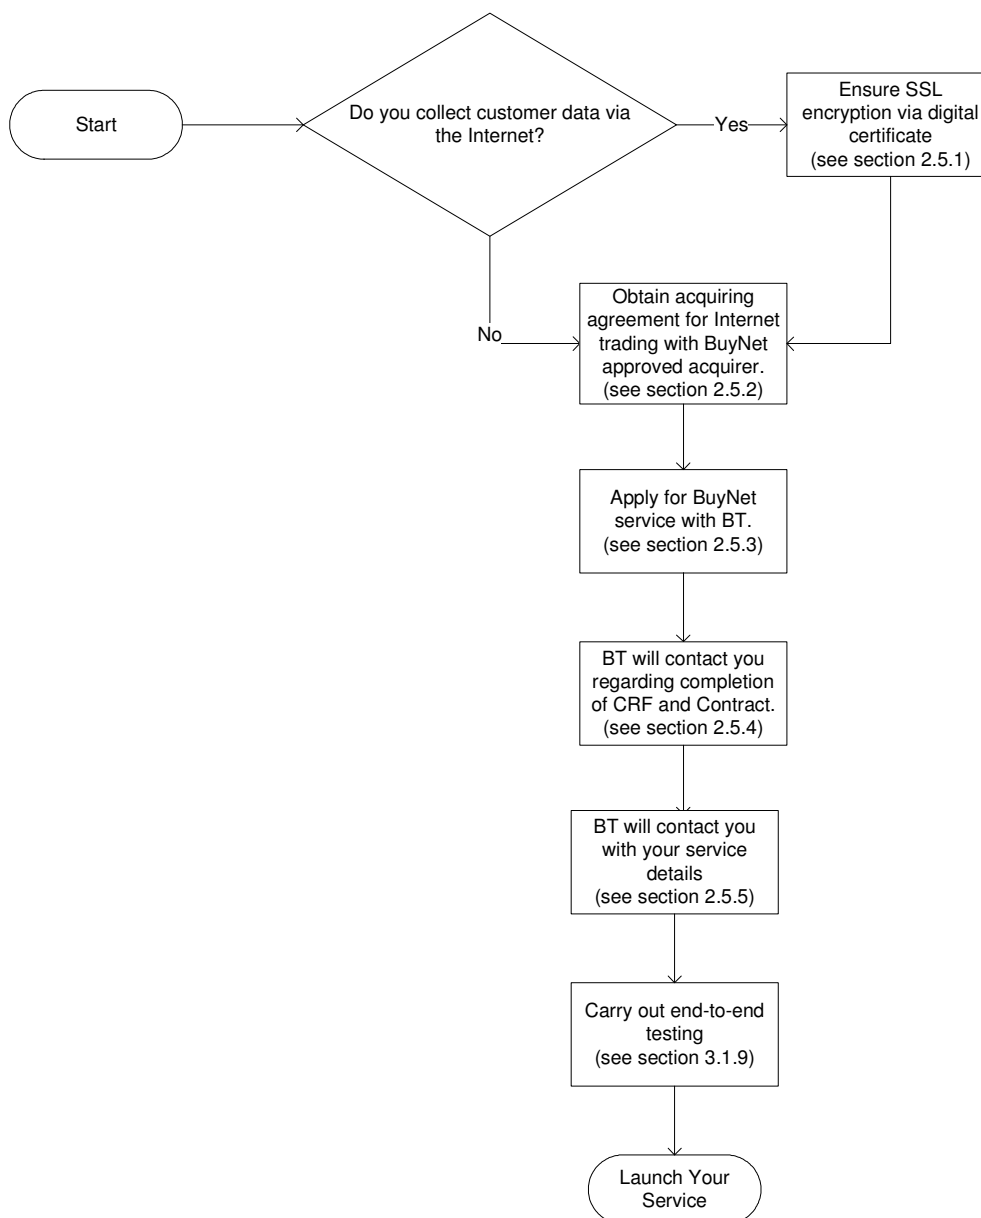 Start
Do you collect customer data via
the Internet?
Yes
Ensure SSL
encryption via digital
certificate
(see section 2.5.1)
No
Obtain acquiring
agreement for Internet
trading with BuyNet
approved acquirer.
(see section 2.5.2)
Apply for BuyNet
service with BT.
(see section 2.5.3)
BT will contact you
regarding completion
of CRF and Contract.
(see section 2.5.4)
BT will contact you
with your service
details
(see section 2.5.5)
Carry out end-to-end
testing
(see section 3.1.9)
Launch Your
Service